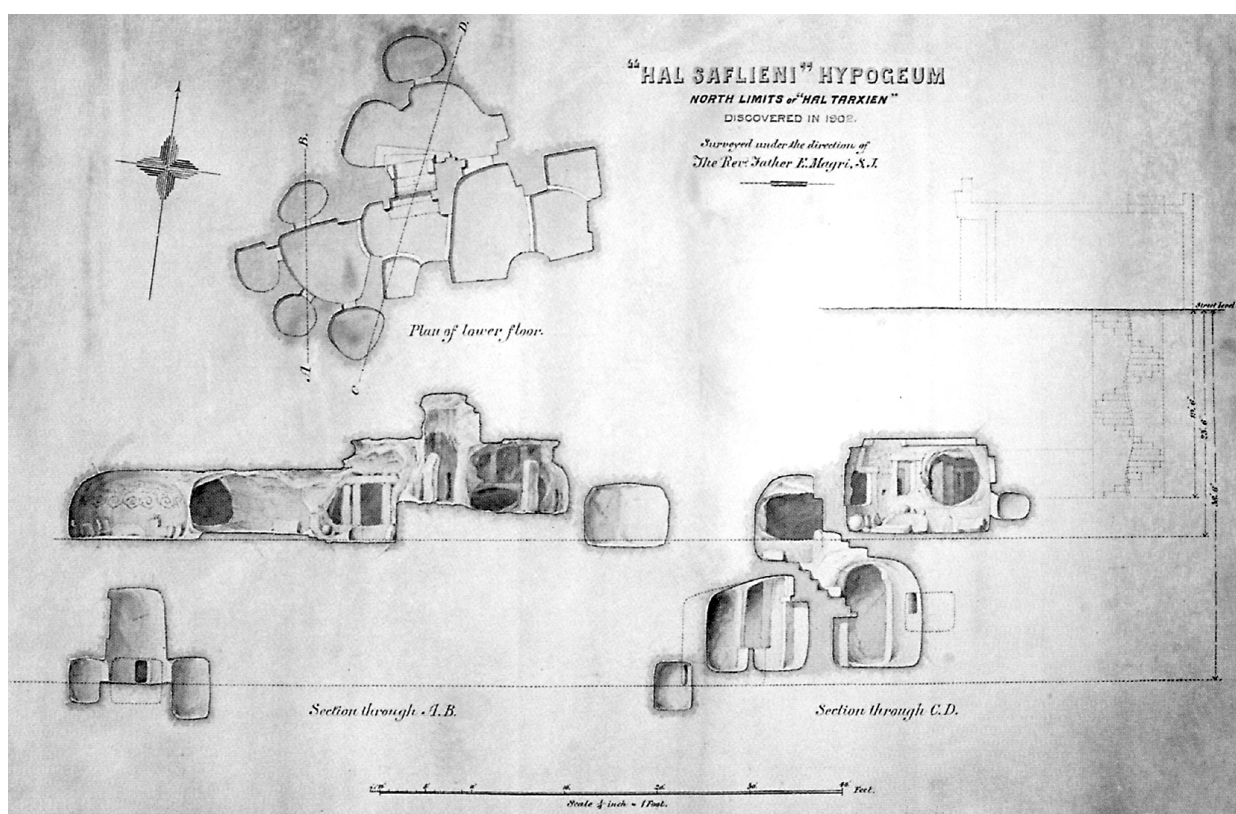 "HAL SAFLIENI" HYPOGEUM
NORTH LIMITS OF "HAL TARXIEN"
DISCOVERED IN 1902.
Surveyed under the direction of
The Rev: Father E. Magri, S.J.
D.
B.
A.
C.
Plan of lower floor.
Street level
Section through A.B.
Section through C.D.
Feet.
Scale ¼ inch = 1 Foot.